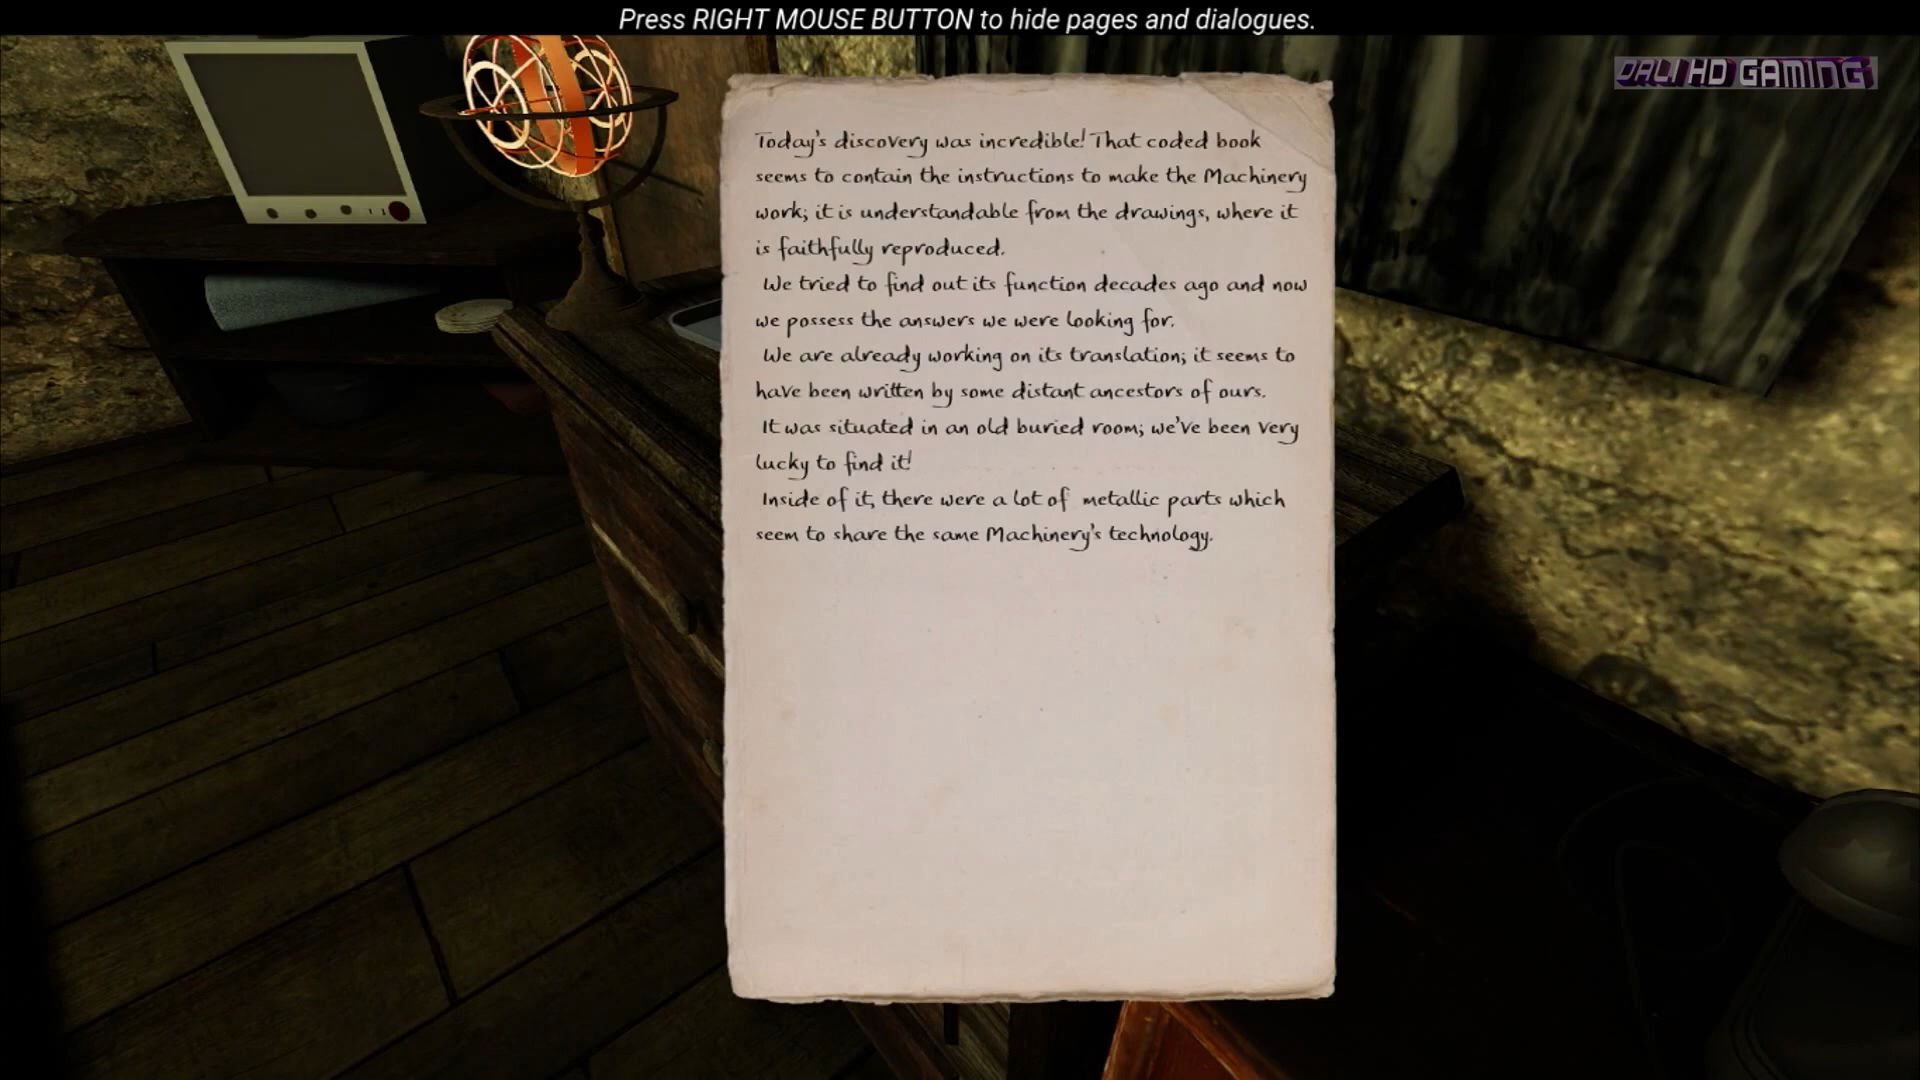 Press RIGHT MOUSE BUTTON to hide pages and dialogues.
DALI HD GAMING
Today's discovery was incredible! That coded book
seems to contain the instructions to make the Machinery
work; it is understandable from the drawings, where it
is faithfully reproduced.
We tried to find out its function decades ago and now
we possess the answers we were looking for.
We are already working on its translation; it seems to
have been written by some distant ancestors of ours.
It was situated in an old buried room; we've been very
lucky to find it!
Inside of it, there were a lot of metallic parts which
seem to share the same Machinery's technology.